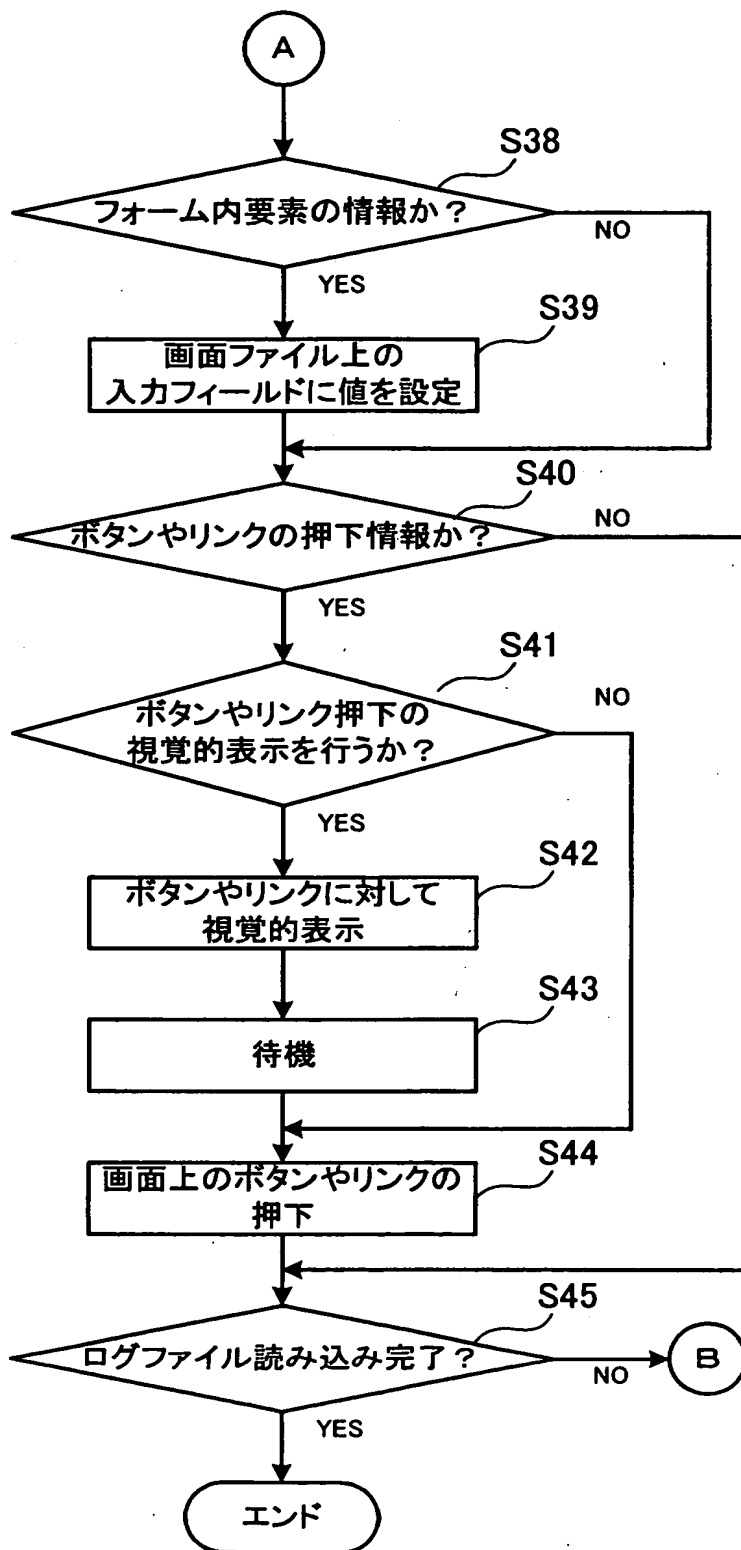 A
S38
フォーム内要素の情報か？
NO
YES
S39
画面ファイル上の
入力フィールドに値を設定
S40
ボタンやリンクの押下情報か？
NO
YES
S41
ボタンやリンク押下の
視覚的表示を行うか？
NO
YES
S42
ボタンやリンクに対して
視覚的表示
S43
待機
S44
画面上のボタンやリンクの
押下
S45
ログファイル読み込み完了？
NO
B
YES
エンド